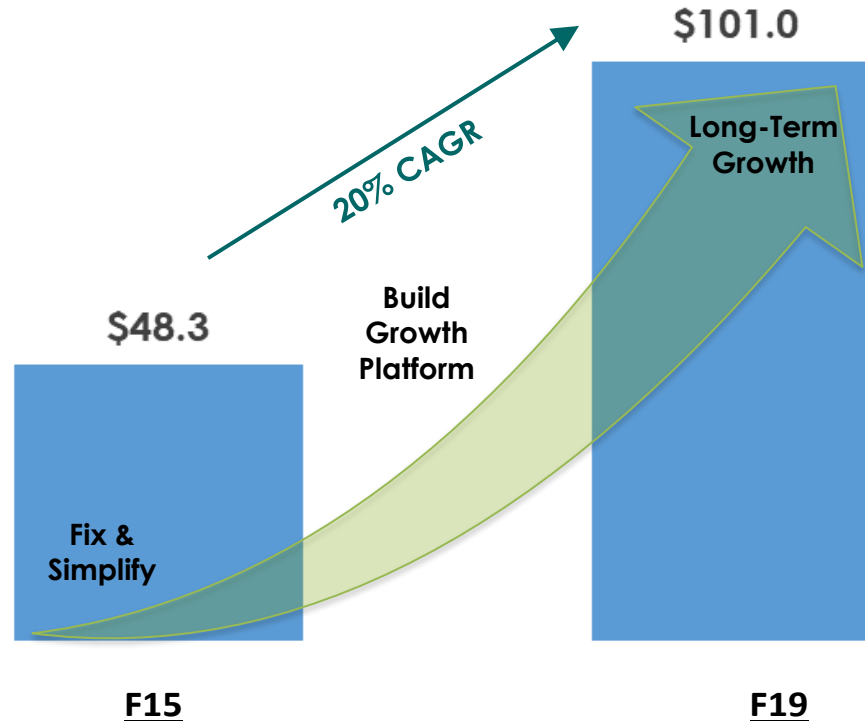 $101.0
Long-Term
Growth
20% CAGR
Build
Growth
Platform
$48.3
Fix &
Simplify
F15
F19